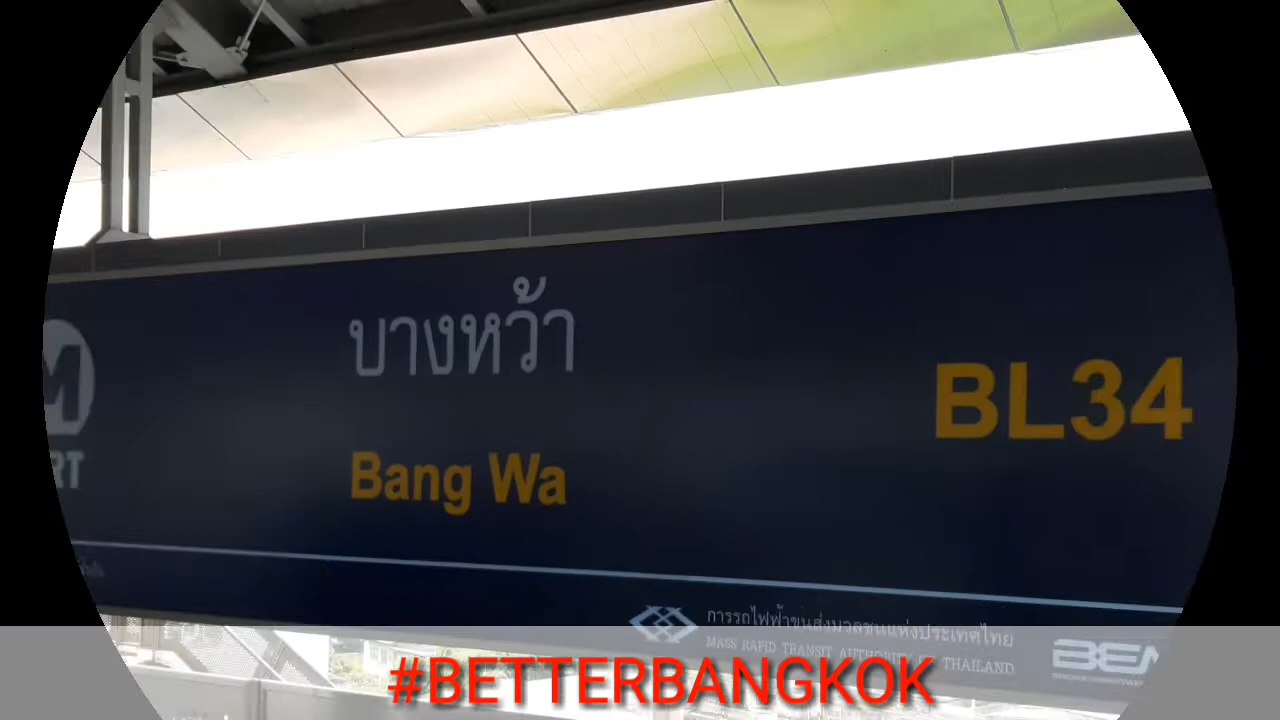 บางหว้า
Bang Wa
BL34
การรถไฟฟ้าขนส่งมวลชนแห่งประเทศไทย
MASS RAPID TRANSIT AUTHORITY OF THAILAND
#BETTERBANGKOK